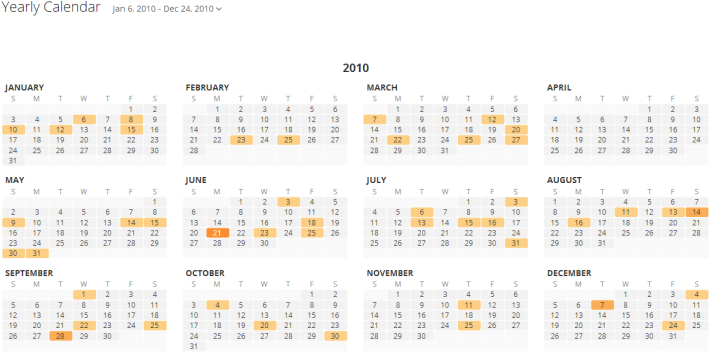 Yearly Calendar Jan 6, 2010 - Dec 24, 2010
2010
JANUARY FEBRUARY MARCH APRIL
S M T W T F S S M T W T F S S M T W T F S S M T W T F S
1 2 1 2 3 4 5 6 1 2 3 4 5 6 1 2 3
3 4 5 6 7 8 9 7 8 9 10 11 12 13 7 8 9 10 11 12 13 4 5 6 7 8 9 10
10 11 12 13 14 15 16 14 15 16 17 18 19 20 14 15 16 17 18 19 20 11 12 13 14 15 16 17
17 18 19 20 21 22 23 21 22 23 24 25 26 27 21 22 23 24 25 26 27 18 19 20 21 22 23 24
24 25 26 27 28 29 30 28 28 29 30 31 25 26 27 28 29 30
31
MAY JUNE JULY AUGUST
S M T W T F S S M T W T F S S M T W T F S S M T W T F S
1 1 2 3 4 5 1 2 3 1 2 3 4 5 6 7
2 3 4 5 6 7 8 6 7 8 9 10 11 12 4 5 6 7 8 9 10 8 9 10 11 12 13 14
9 10 11 12 13 14 15 13 14 15 16 17 18 19 11 12 13 14 15 16 17 15 16 17 18 19 20 21
16 17 18 19 20 21 22 20 21 22 23 24 25 26 18 19 20 21 22 23 24 22 23 24 25 26 27 28
23 24 25 26 27 28 29 27 28 29 30 25 26 27 28 29 30 31 29 30 31
30 31
SEPTEMBER OCTOBER NOVEMBER DECEMBER
S M T W T F S S M T W T F S S M T W T F S S M T W T F S
1 2 3 4 1 2 1 2 3 4 5 6 1 2 3 4
5 6 7 8 9 10 11 3 4 5 6 7 8 9 7 8 9 10 11 12 13 5 6 7 8 9 10 11
12 13 14 15 16 17 18 10 11 12 13 14 15 16 14 15 16 17 18 19 20 12 13 14 15 16 17 18
19 20 21 22 23 24 25 17 18 19 20 21 22 23 21 22 23 24 25 26 27 19 20 21 22 23 24
26 27 28 29 30 24 25 26 27 28 29 30 28 29 30
31